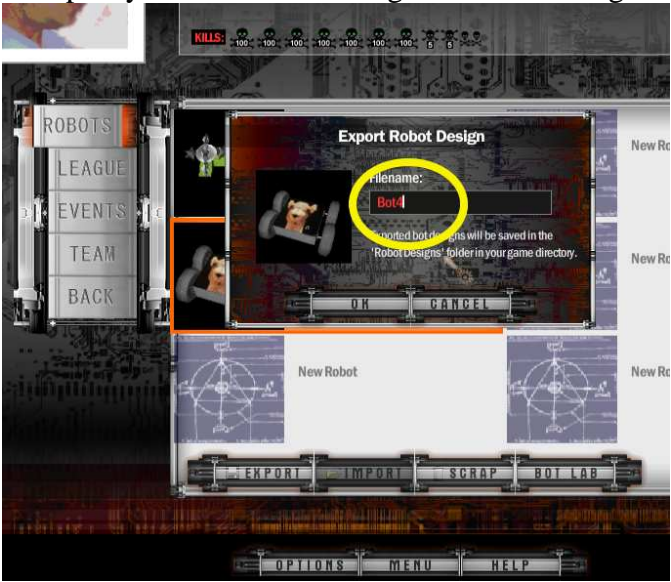 KILLS: 100 100 100 100 100 100 100 5 5
ROBOTS
LEAGUE
EVENTS
TEAM
BACK
Export Robot Design
Filename:
Bot4
Exported bot designs will be saved in the
'Robot Designs' folder in your game directory.
OK CANCEL
New Ro
New Ro
New Robot
New Ro
EXPORT IMPORT SCRAP BOT LAB
OPTIONS MENU HELP